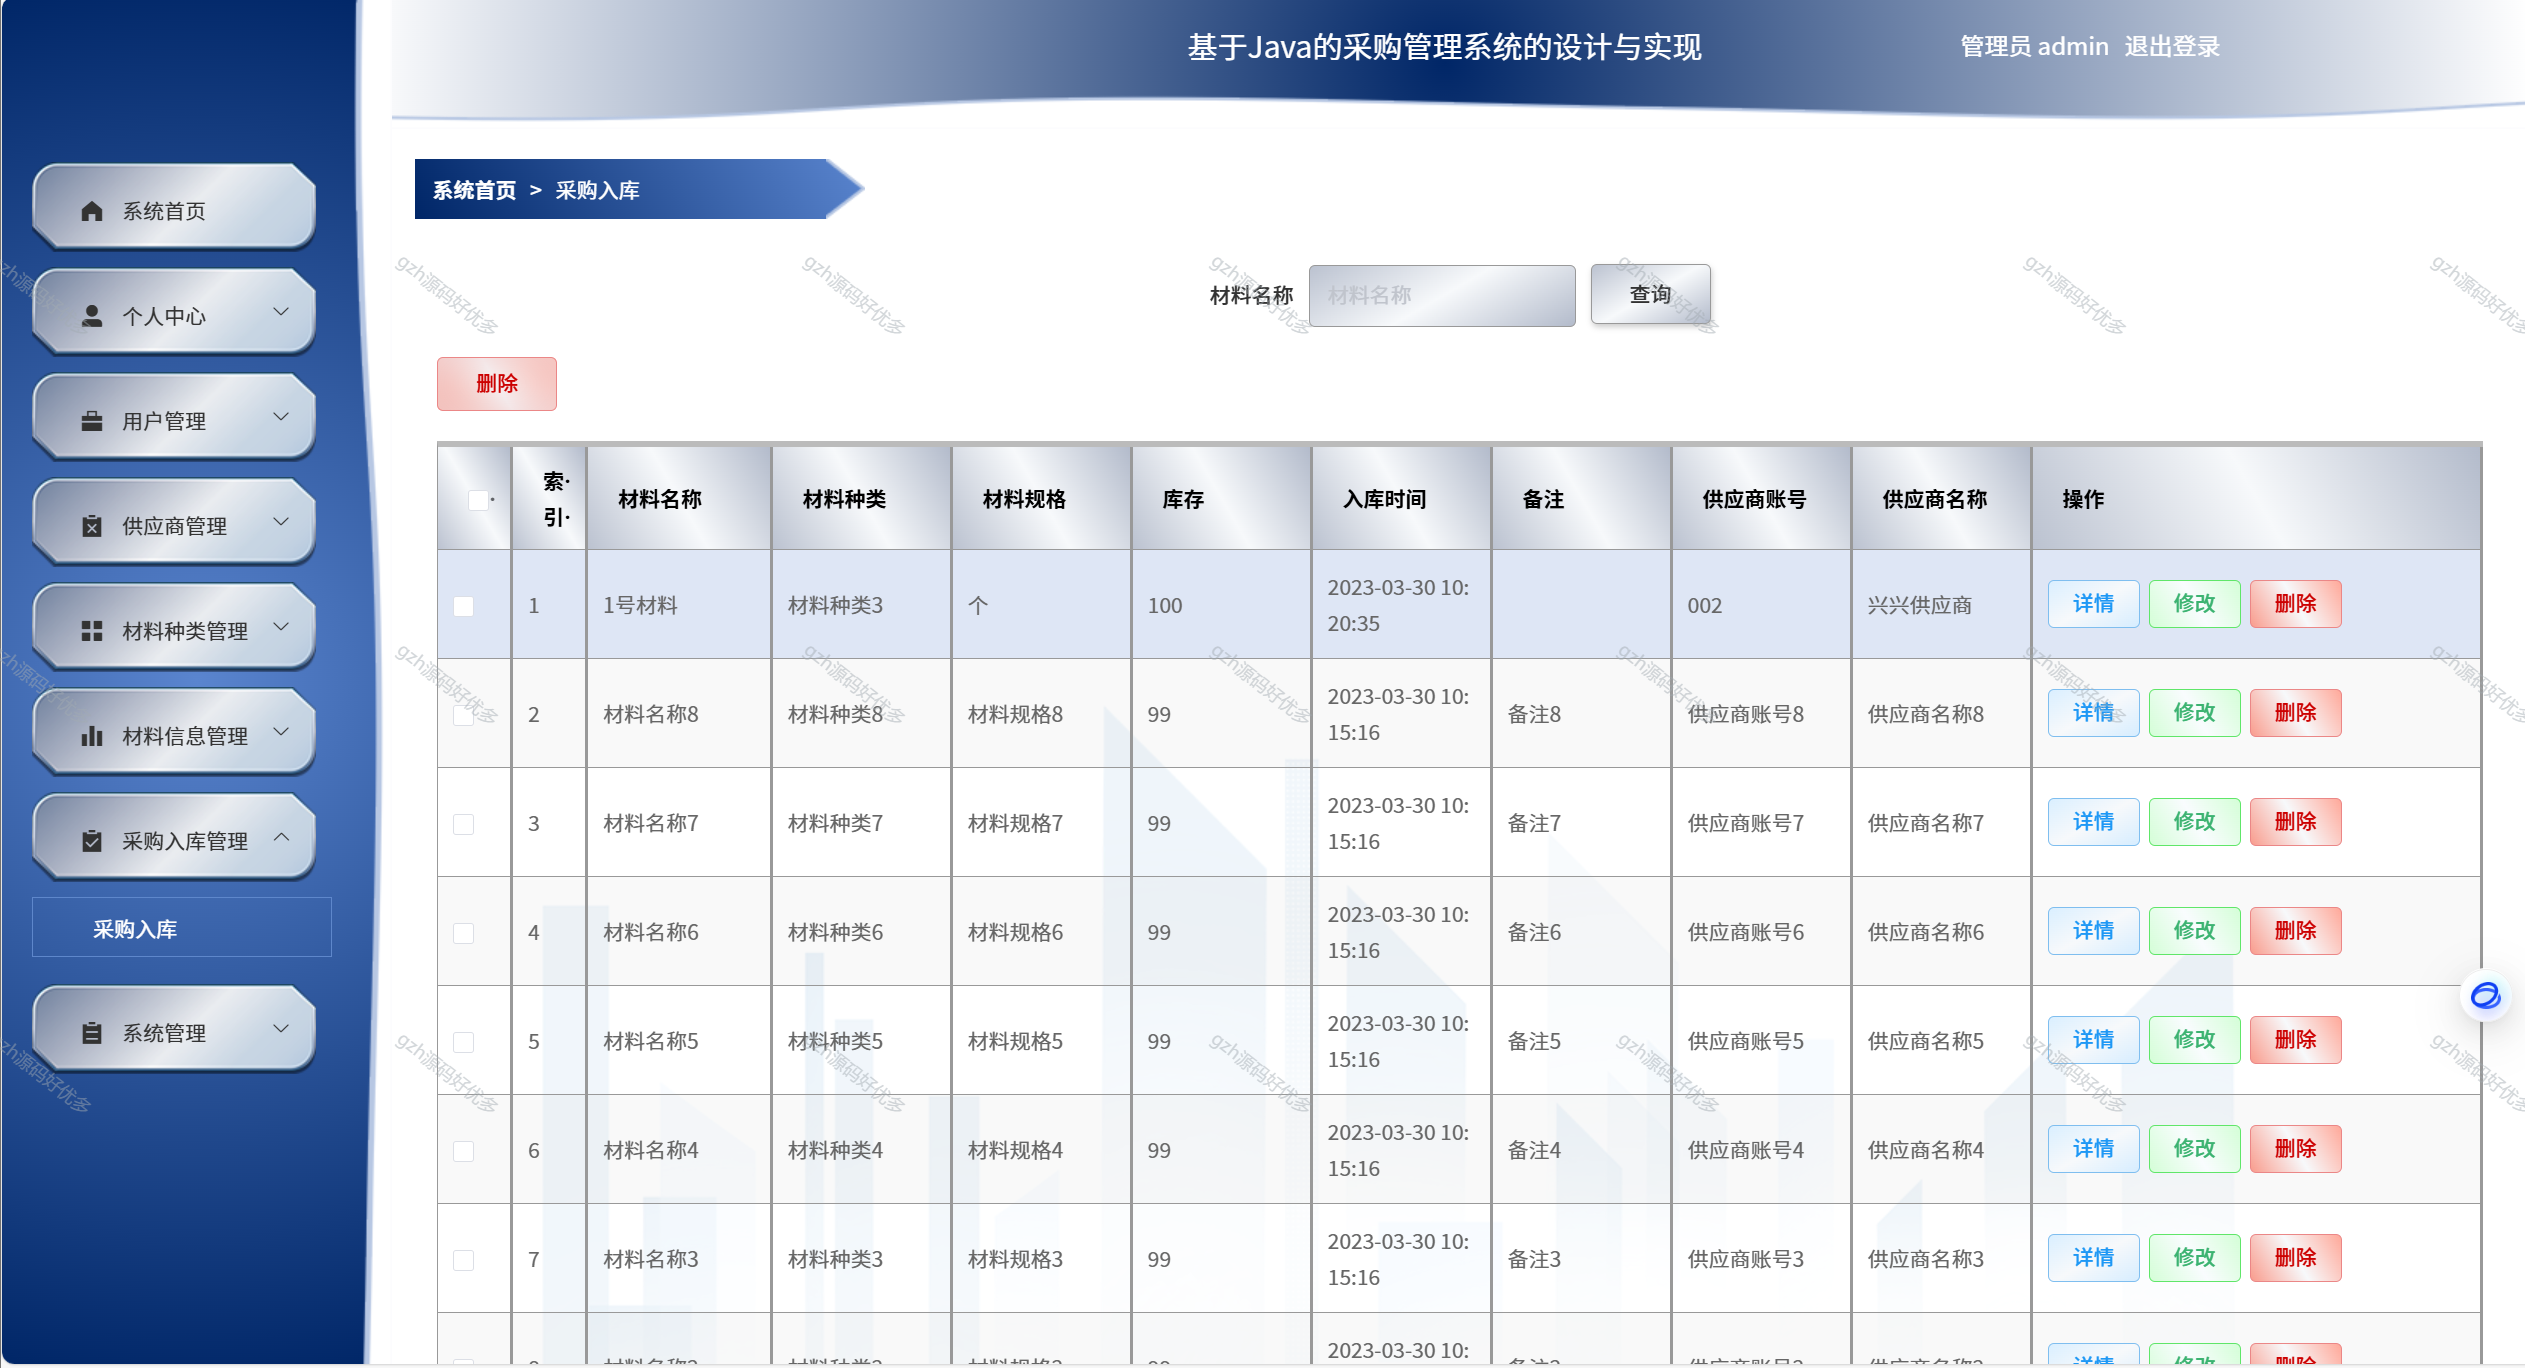 基于Java的采购管理系统的设计与实现
管理员 admin 退出登录
系统首页
个人中心
用户管理
供应商管理
材料种类管理
材料信息管理
采购入库管理
采购入库
系统管理
系统首页 > 采购入库
材料名称 材料名称 查询
删除
索引 材料名称 材料种类 材料规格 库存 入库时间 备注 供应商账号 供应商名称 操作
1 1号材料 材料种类3 个 100 2023-03-30 10:20:35 002 兴兴供应商 详情 修改 删除
2 材料名称8 材料种类8 材料规格8 99 2023-03-30 10:15:16 备注8 供应商账号8 供应商名称8 详情 修改 删除
3 材料名称7 材料种类7 材料规格7 99 2023-03-30 10:15:16 备注7 供应商账号7 供应商名称7 详情 修改 删除
4 材料名称6 材料种类6 材料规格6 99 2023-03-30 10:15:16 备注6 供应商账号6 供应商名称6 详情 修改 删除
5 材料名称5 材料种类5 材料规格5 99 2023-03-30 10:15:16 备注5 供应商账号5 供应商名称5 详情 修改 删除
6 材料名称4 材料种类4 材料规格4 99 2023-03-30 10:15:16 备注4 供应商账号4 供应商名称4 详情 修改 删除
7 材料名称3 材料种类3 材料规格3 99 2023-03-30 10:15:16 备注3 供应商账号3 供应商名称3 详情 修改 删除
2023-03-30 10:
gzh源码好优多